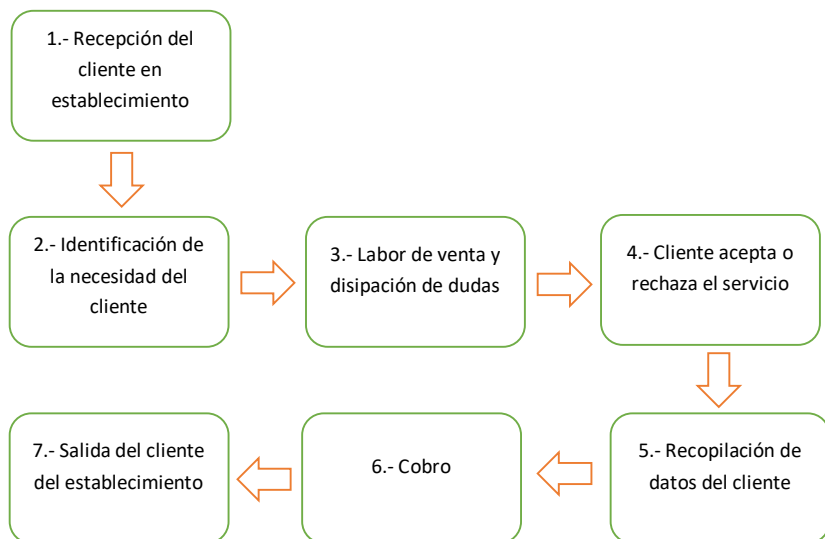 1.- Recepción del
cliente en
establecimiento
2.- Identificación de
la necesidad del
cliente
3.- Labor de venta y
disipación de dudas
4.- Cliente acepta o
rechaza el servicio
7.- Salida del cliente
del establecimiento
6.- Cobro
5.- Recopilación de
datos del cliente